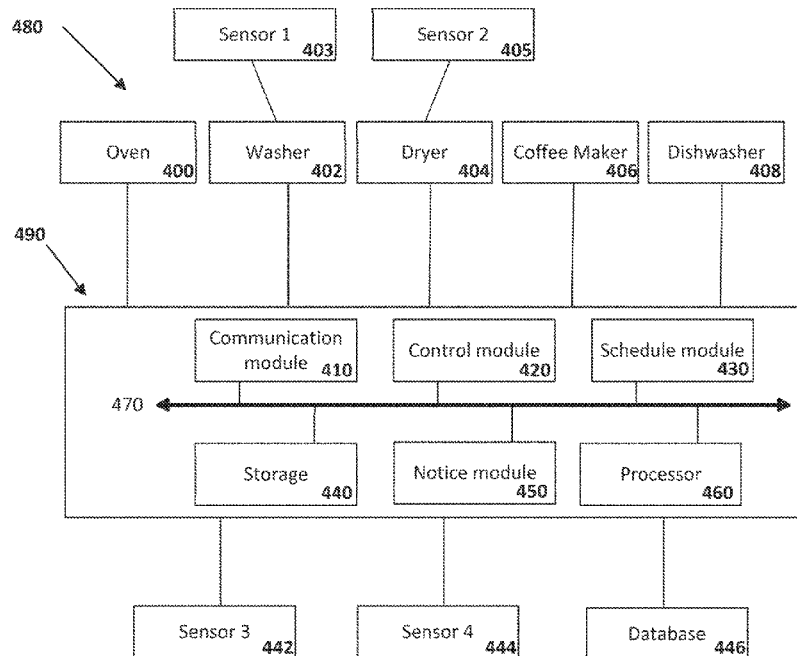 480
Sensor 1
403
Sensor 2
405
Oven
400
Washer
402
Dryer
404
Coffee Maker
406
Dishwasher
408
490
Communication
module
410
Control module
420
Schedule module
430
470
Storage
440
Notice module
450
Processor
460
Sensor 3
442
Sensor 4
444
Database
446